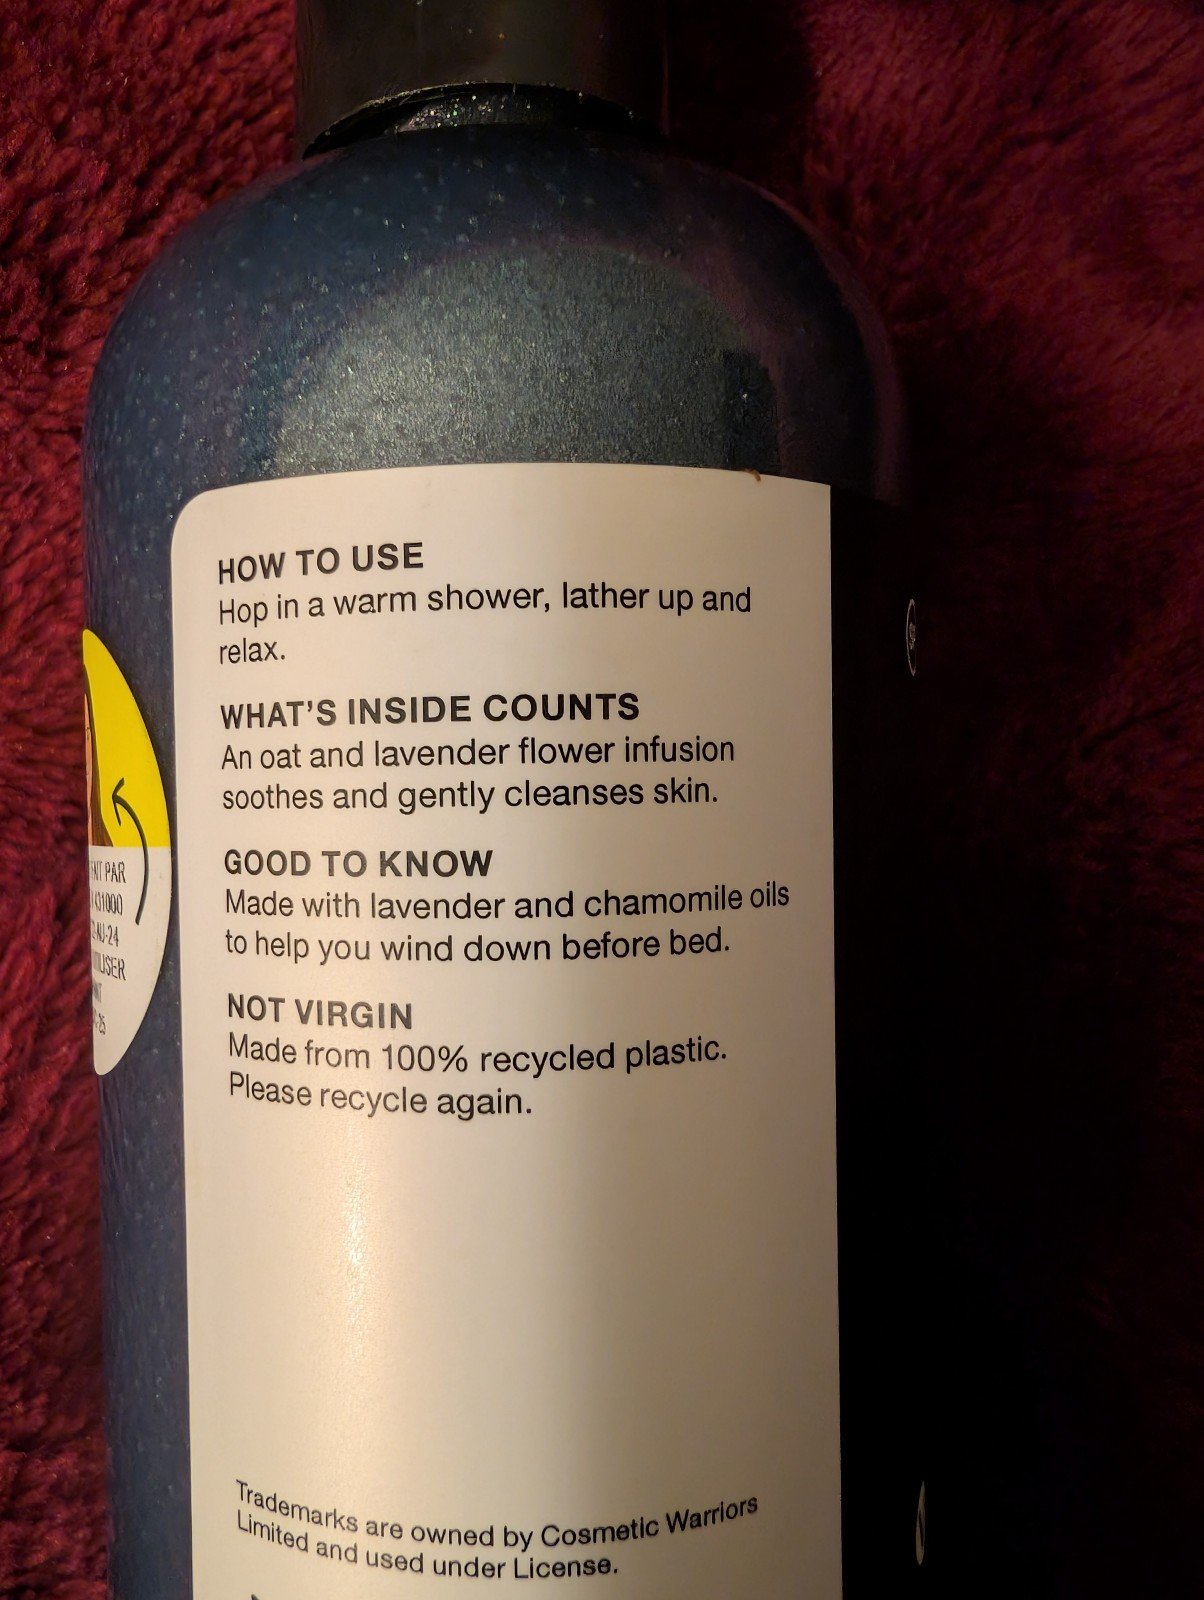 HOW TO USE
Hop in a warm shower, lather up and
relax.
WHAT'S INSIDE COUNTS
An oat and lavender flower infusion
soothes and gently cleanses skin.
GOOD TO KNOW
Made with lavender and chamomile oils
to help you wind down before bed.
NOT VIRGIN
Made from 100% recycled plastic.
Please recycle again.
Trademarks are owned by Cosmetic Warriors
Limited and used under License.
PAR
431000